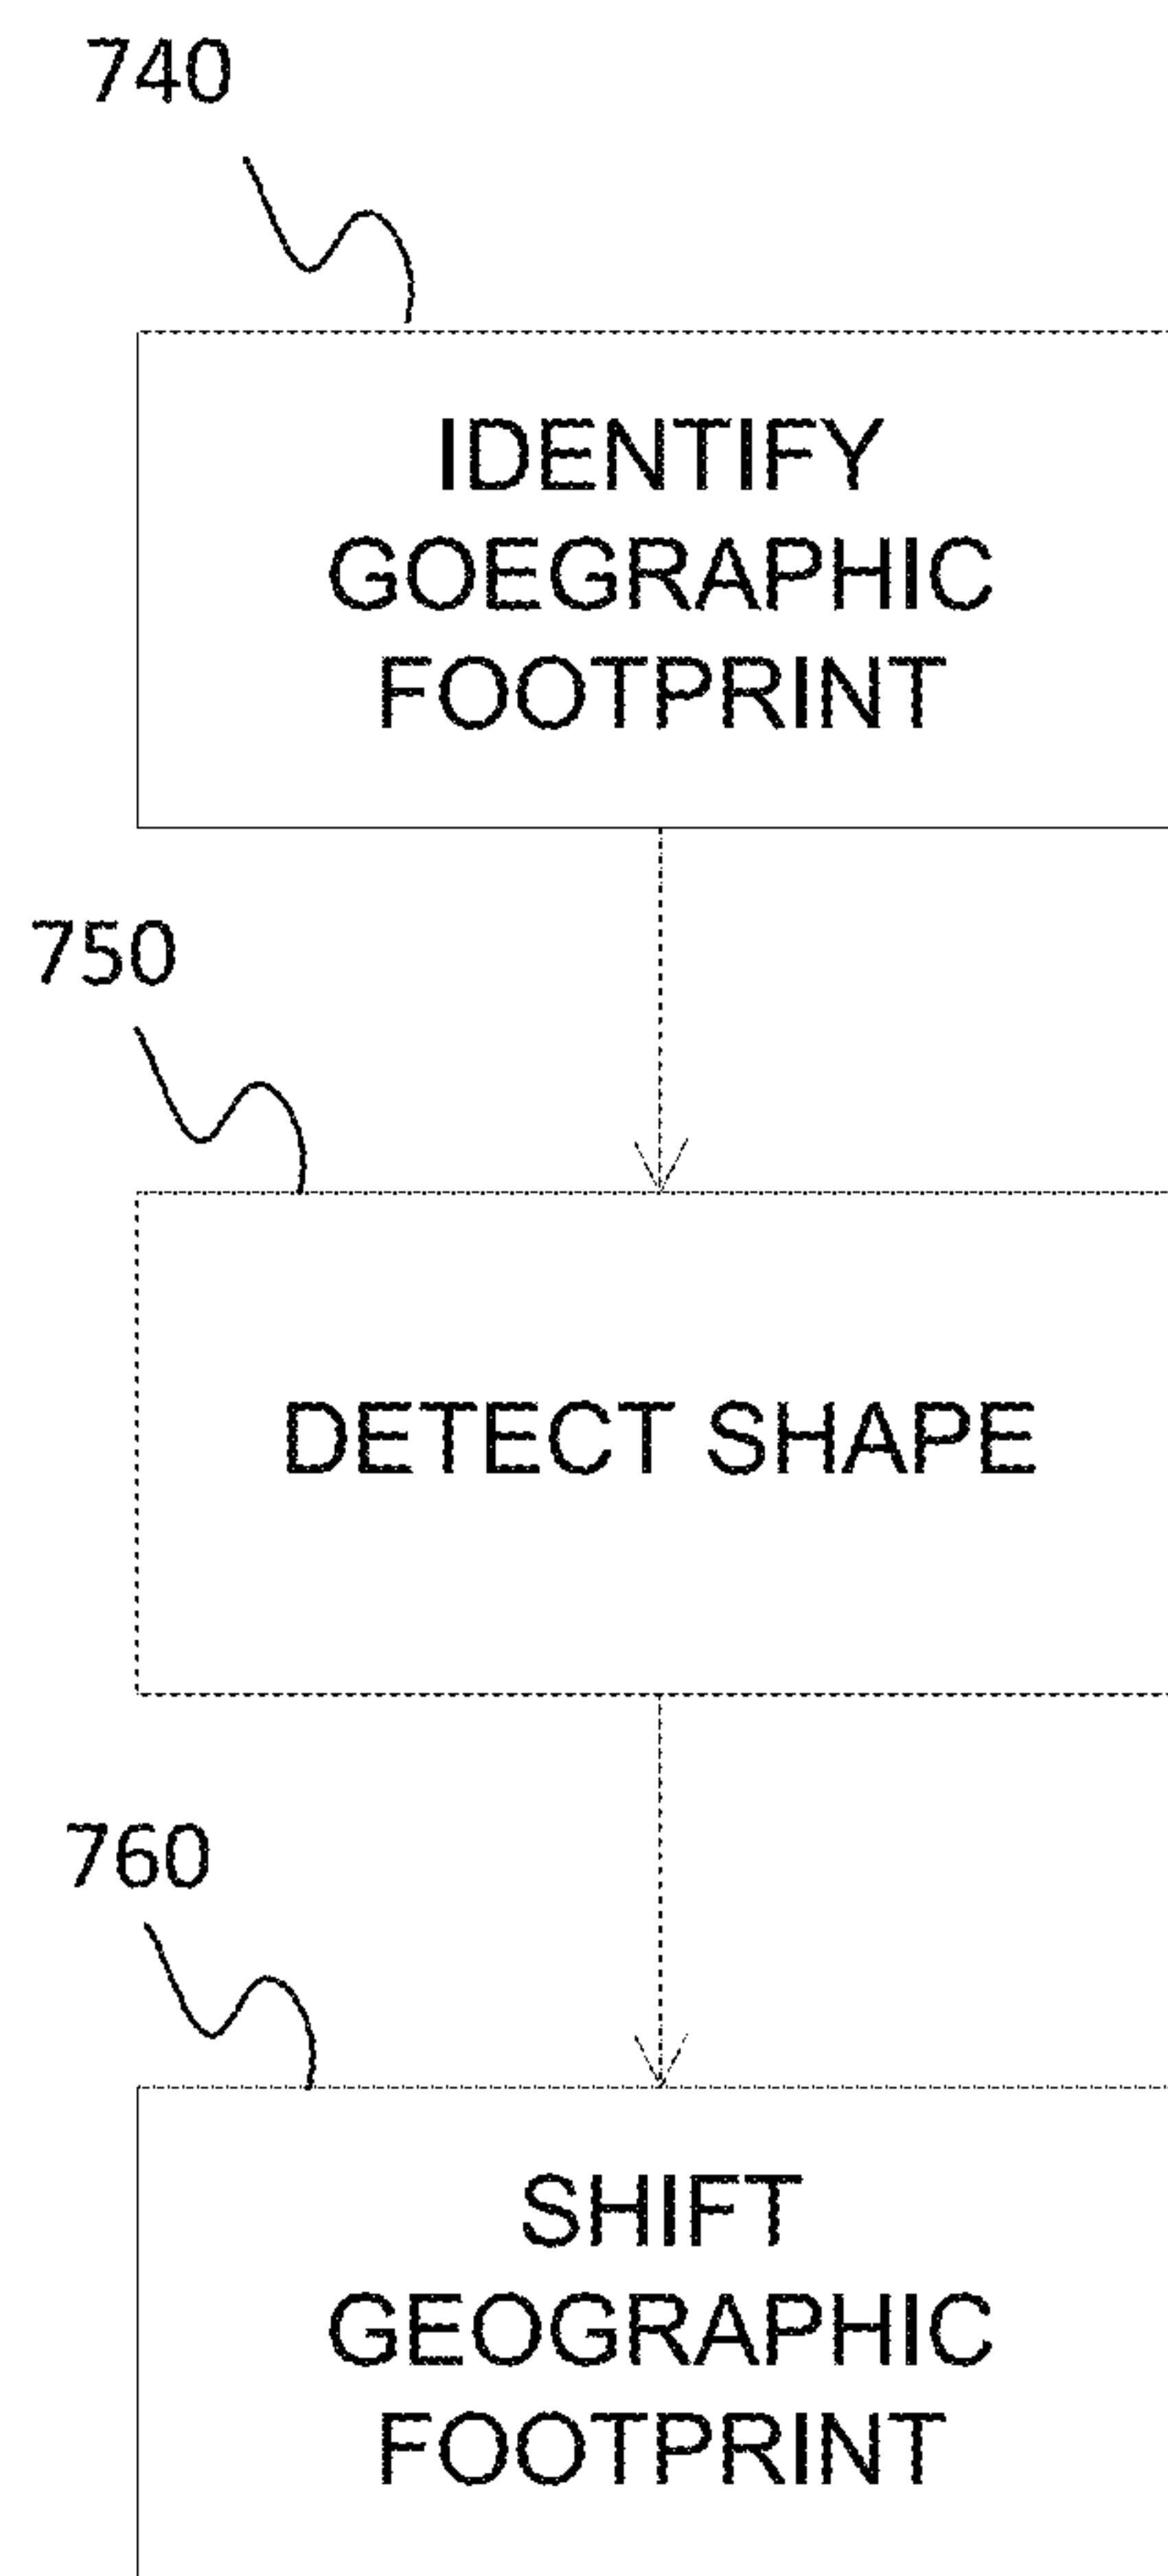 740
IDENTIFY
GOEGRAPHIC
FOOTPRINT
750
DETECT SHAPE
760
SHIFT
GEOGRAPHIC
FOOTPRINT